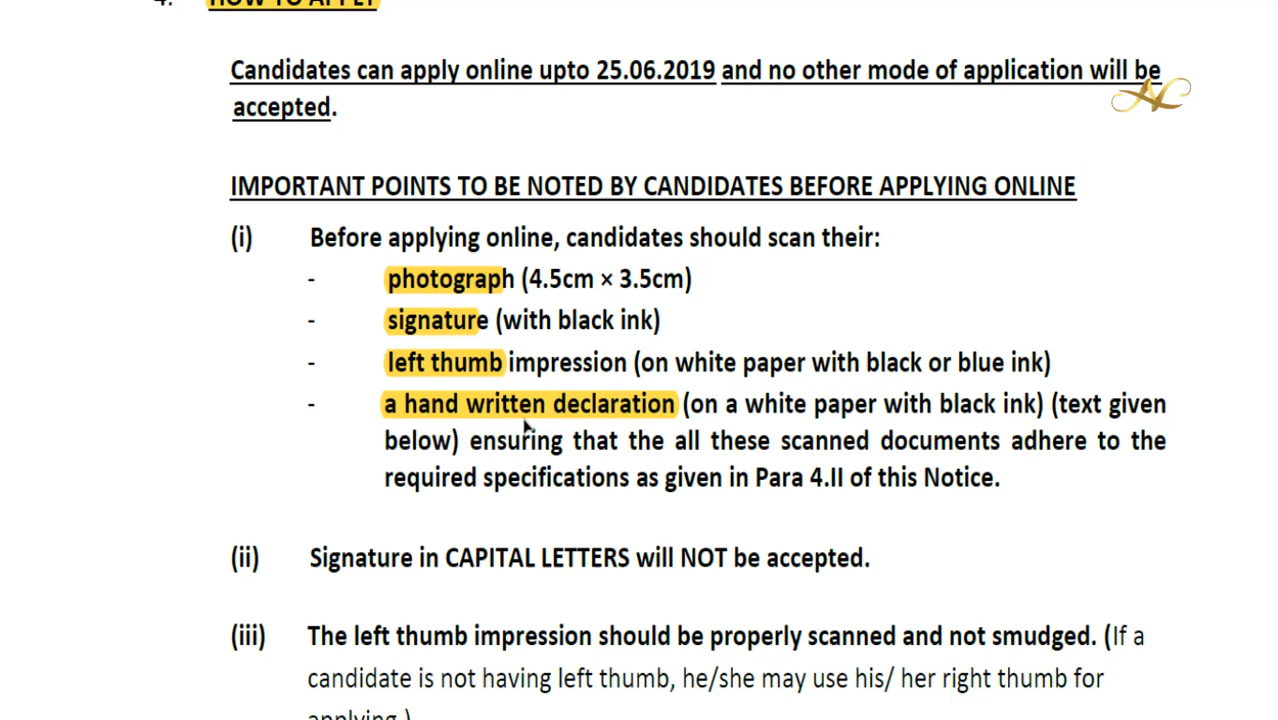 4. HOW TO APPLY
Candidates can apply online upto 25.06.2019 and no other mode of application will be
accepted.
IMPORTANT POINTS TO BE NOTED BY CANDIDATES BEFORE APPLYING ONLINE
(i) Before applying online, candidates should scan their:
- photograph (4.5cm × 3.5cm)
- signature (with black ink)
- left thumb impression (on white paper with black or blue ink)
- a hand written declaration (on a white paper with black ink) (text given
below) ensuring that the all these scanned documents adhere to the
required specifications as given in Para 4.II of this Notice.
(ii) Signature in CAPITAL LETTERS will NOT be accepted.
(iii) The left thumb impression should be properly scanned and not smudged. (If a
candidate is not having left thumb, he/she may use his/ her right thumb for
applying.)